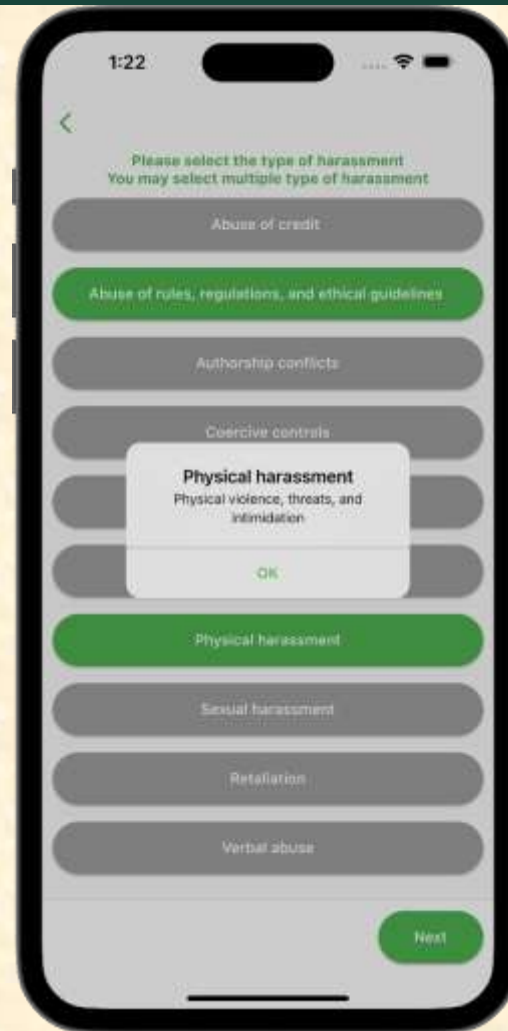 1:22
Please select the type of harassment
You may select multiple type of harassment
Abuse of credit
Abuse of rules, regulations, and ethical guidelines
Authorship conflicts
Coercive controls
Physical harassment
Physical violence, threats, and
intimidation
OK
Physical harassment
Sexual harassment
Retaliation
Verbal abuse
Next